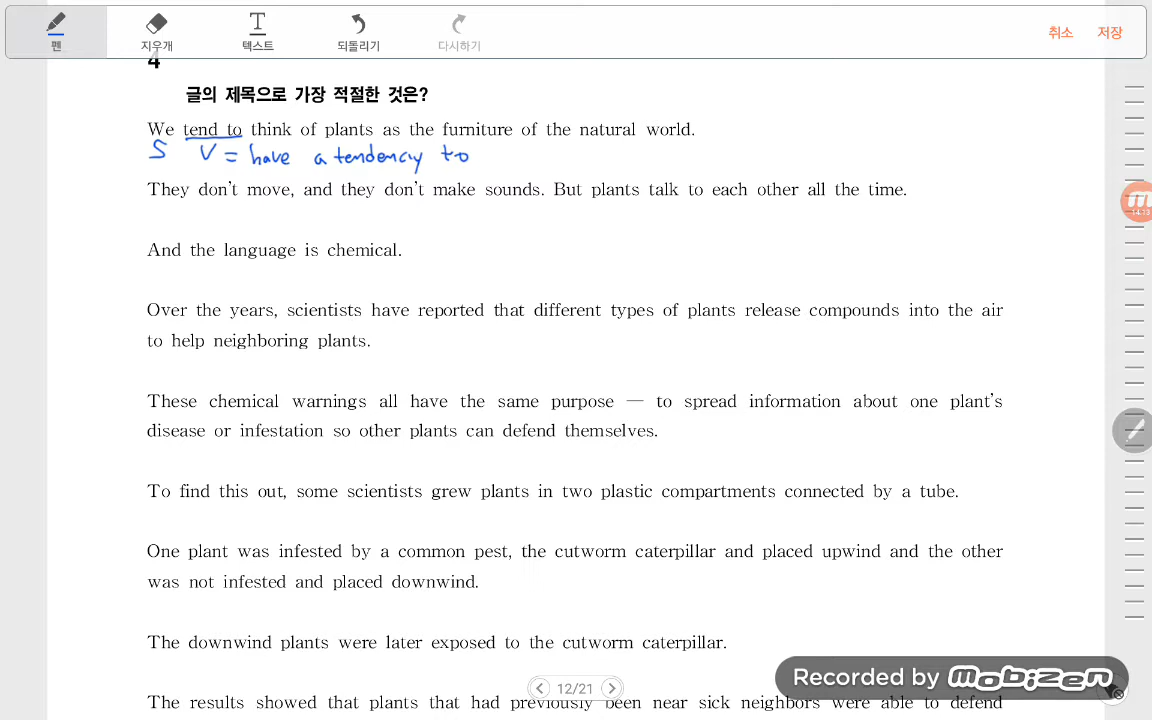 펜 지우개 텍스트 되돌리기 다시하기 취소 저장
4
글의 제목으로 가장 적절한 것은?
We tend to think of plants as the furniture of the natural world.
S V = have a tendency to
They don't move, and they don't make sounds. But plants talk to each other all the time.
And the language is chemical.
Over the years, scientists have reported that different types of plants release compounds into the air
to help neighboring plants.
These chemical warnings all have the same purpose — to spread information about one plant's
disease or infestation so other plants can defend themselves.
To find this out, some scientists grew plants in two plastic compartments connected by a tube.
One plant was infested by a common pest, the cutworm caterpillar and placed upwind and the other
was not infested and placed downwind.
The downwind plants were later exposed to the cutworm caterpillar.
12/21
Recorded by mobizen
The results showed that plants that had previously been near sick neighbors were able to defend